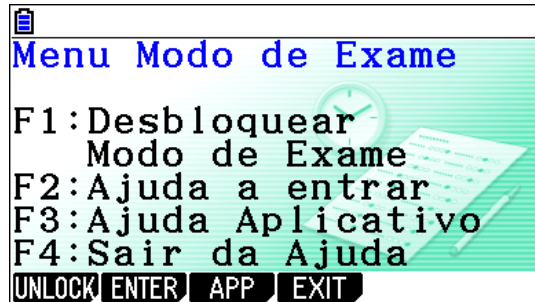 Menu Modo de Exame
F1:Desbloquear
Modo de Exame
F2:Ajuda a entrar
F3:Ajuda Aplicativo
F4:Sair da Ajuda
UNLOCK ENTER APP EXIT